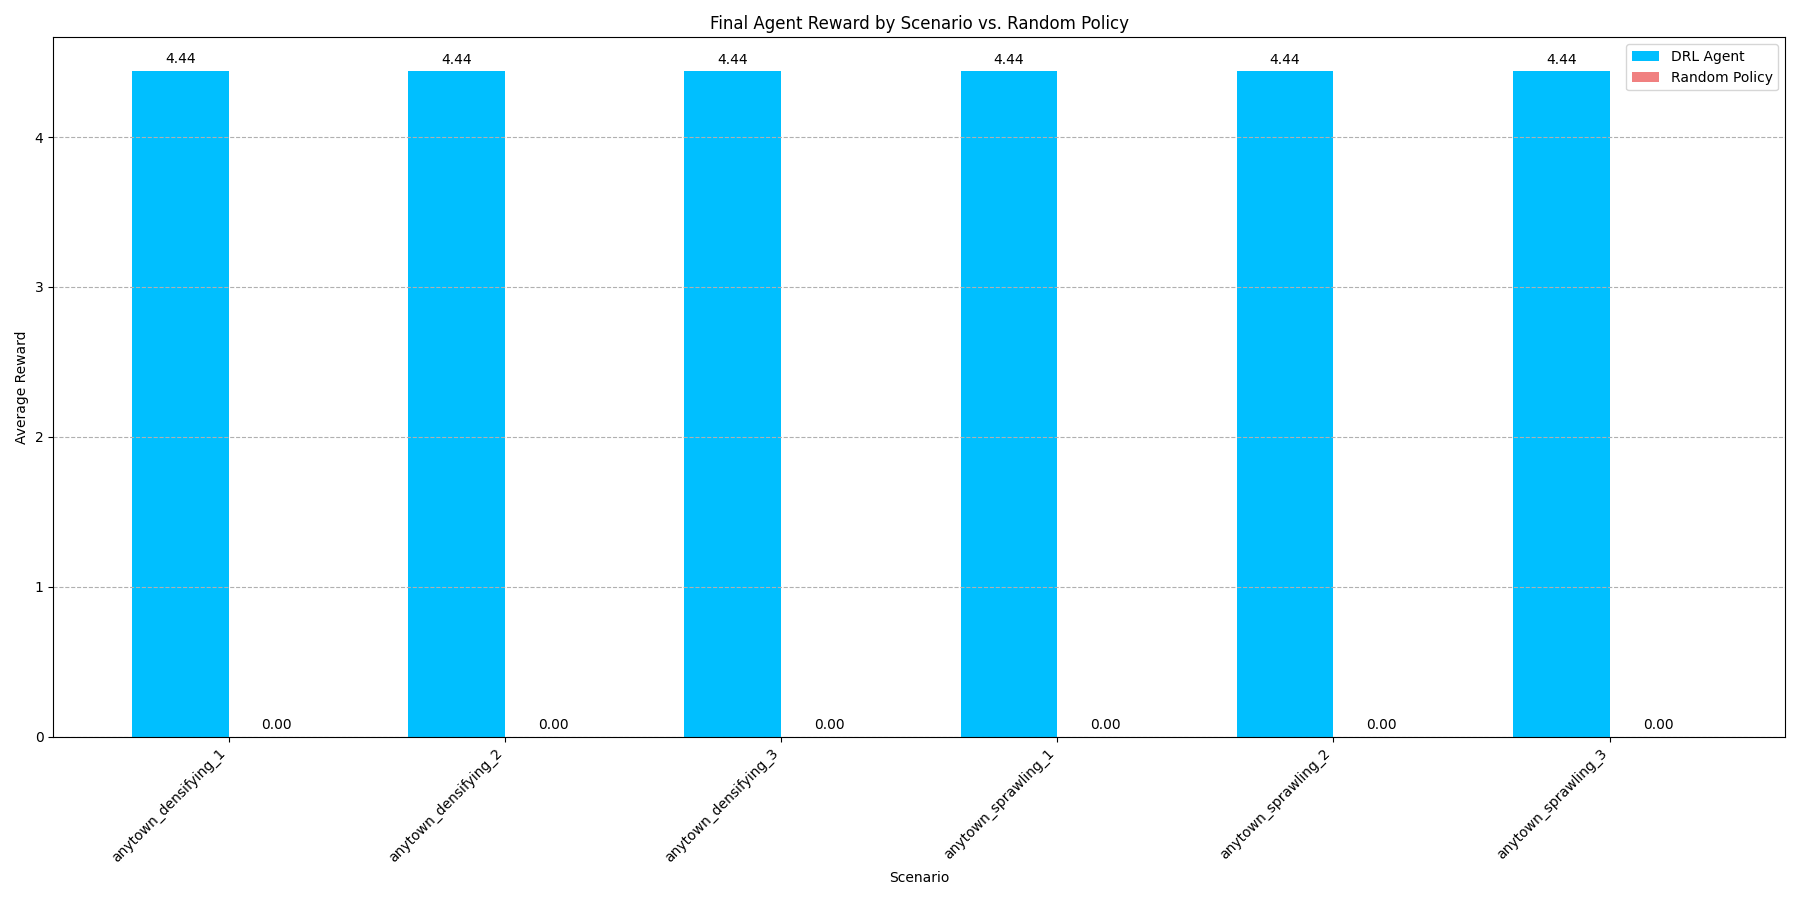 Final Agent Reward by Scenario vs. Random Policy
DRL Agent
Random Policy
4.44
4.44
4.44
4.44
4.44
4.44
0.00
0.00
0.00
0.00
0.00
0.00
4
3
2
1
0
Average Reward
anytown_densifying_1
anytown_densifying_2
anytown_densifying_3
anytown_sprawling_1
anytown_sprawling_2
anytown_sprawling_3
Scenario